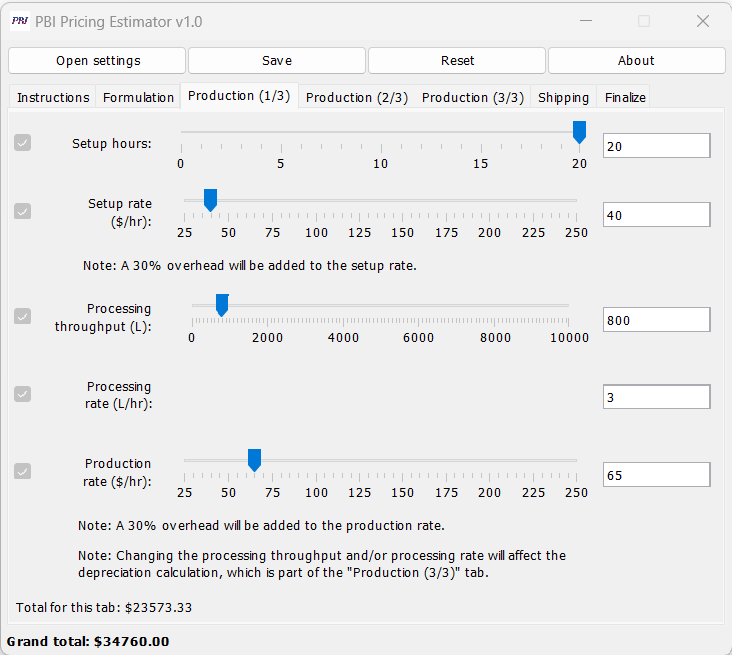 PBI PBI Pricing Estimator v1.0
Open settings Save Reset About
Instructions Formulation Production (1/3) Production (2/3) Production (3/3) Shipping Finalize
Setup hours: 20
0 5 10 15 20
Setup rate
($/hr): 40
25 50 75 100 125 150 175 200 225 250
Note: A 30% overhead will be added to the setup rate.
Processing
throughput (L): 800
0 2000 4000 6000 8000 10000
Processing
rate (L/hr): 3
Production
rate ($/hr): 65
25 50 75 100 125 150 175 200 225 250
Note: A 30% overhead will be added to the production rate.
Note: Changing the processing throughput and/or processing rate will affect the
depreciation calculation, which is part of the "Production (3/3)" tab.
Total for this tab: $23573.33
Grand total: $34760.00